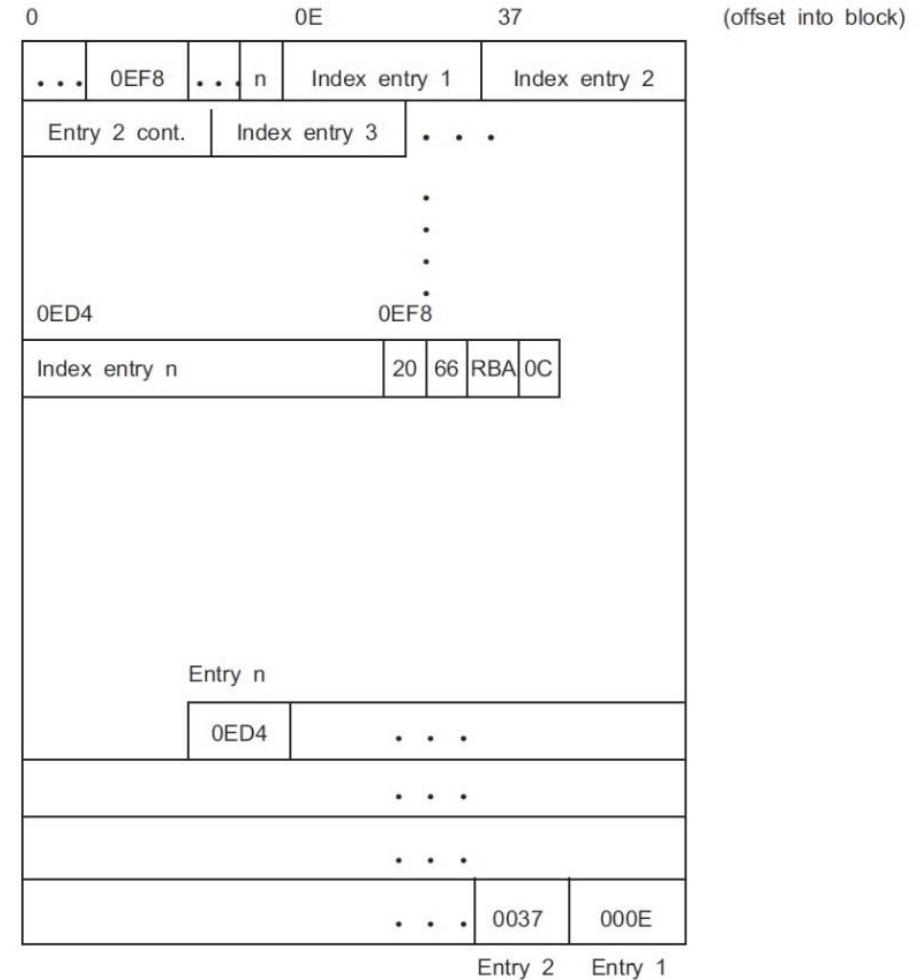 0 0E 37 (offset into block)
... 0EF8 ... n Index entry 1 Index entry 2
Entry 2 cont. Index entry 3 . . .
.
.
.
.
0ED4 0EF8
Index entry n 20 66 RBA 0C
Entry n
0ED4 . . .
. . .
. . .
. . . 0037 000E
Entry 2 Entry 1